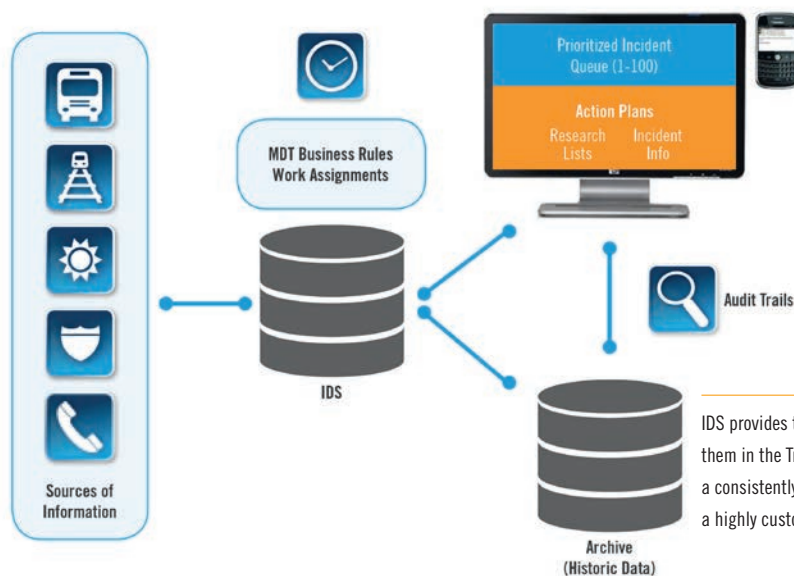 Prioritized Incident
Queue (1-100)
Action Plans
Research
Lists
Incident
Info
MDT Business Rules
Work Assignments
IDS
Audit Trails
Sources of
Information
Archive
(Historic Data)
IDS provides
them in the
a consistently
a highly